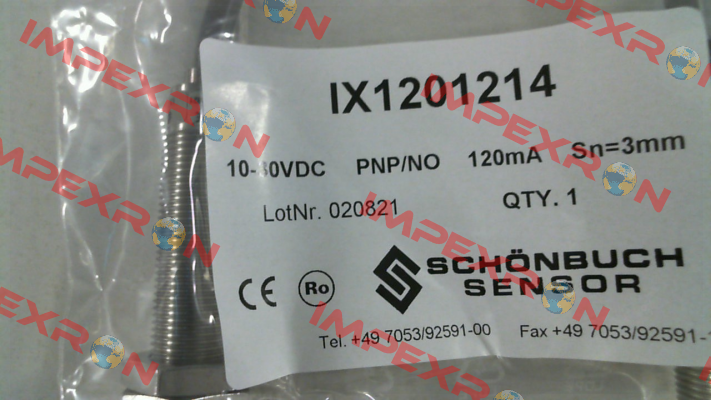 IX1201214
10-30VDC PNP/NO 120mA Sn=3mm
LotNr. 020821 QTY. 1
CE Ro S SCHÖNBUCH
SENSOR
Tel. +49 7053/92591-00 Fax +49 7053/92591-
IMPEXRON
IMPEXRON
IMPEXRON
IMPEXRON
IMPEXRON
IMPEXRON